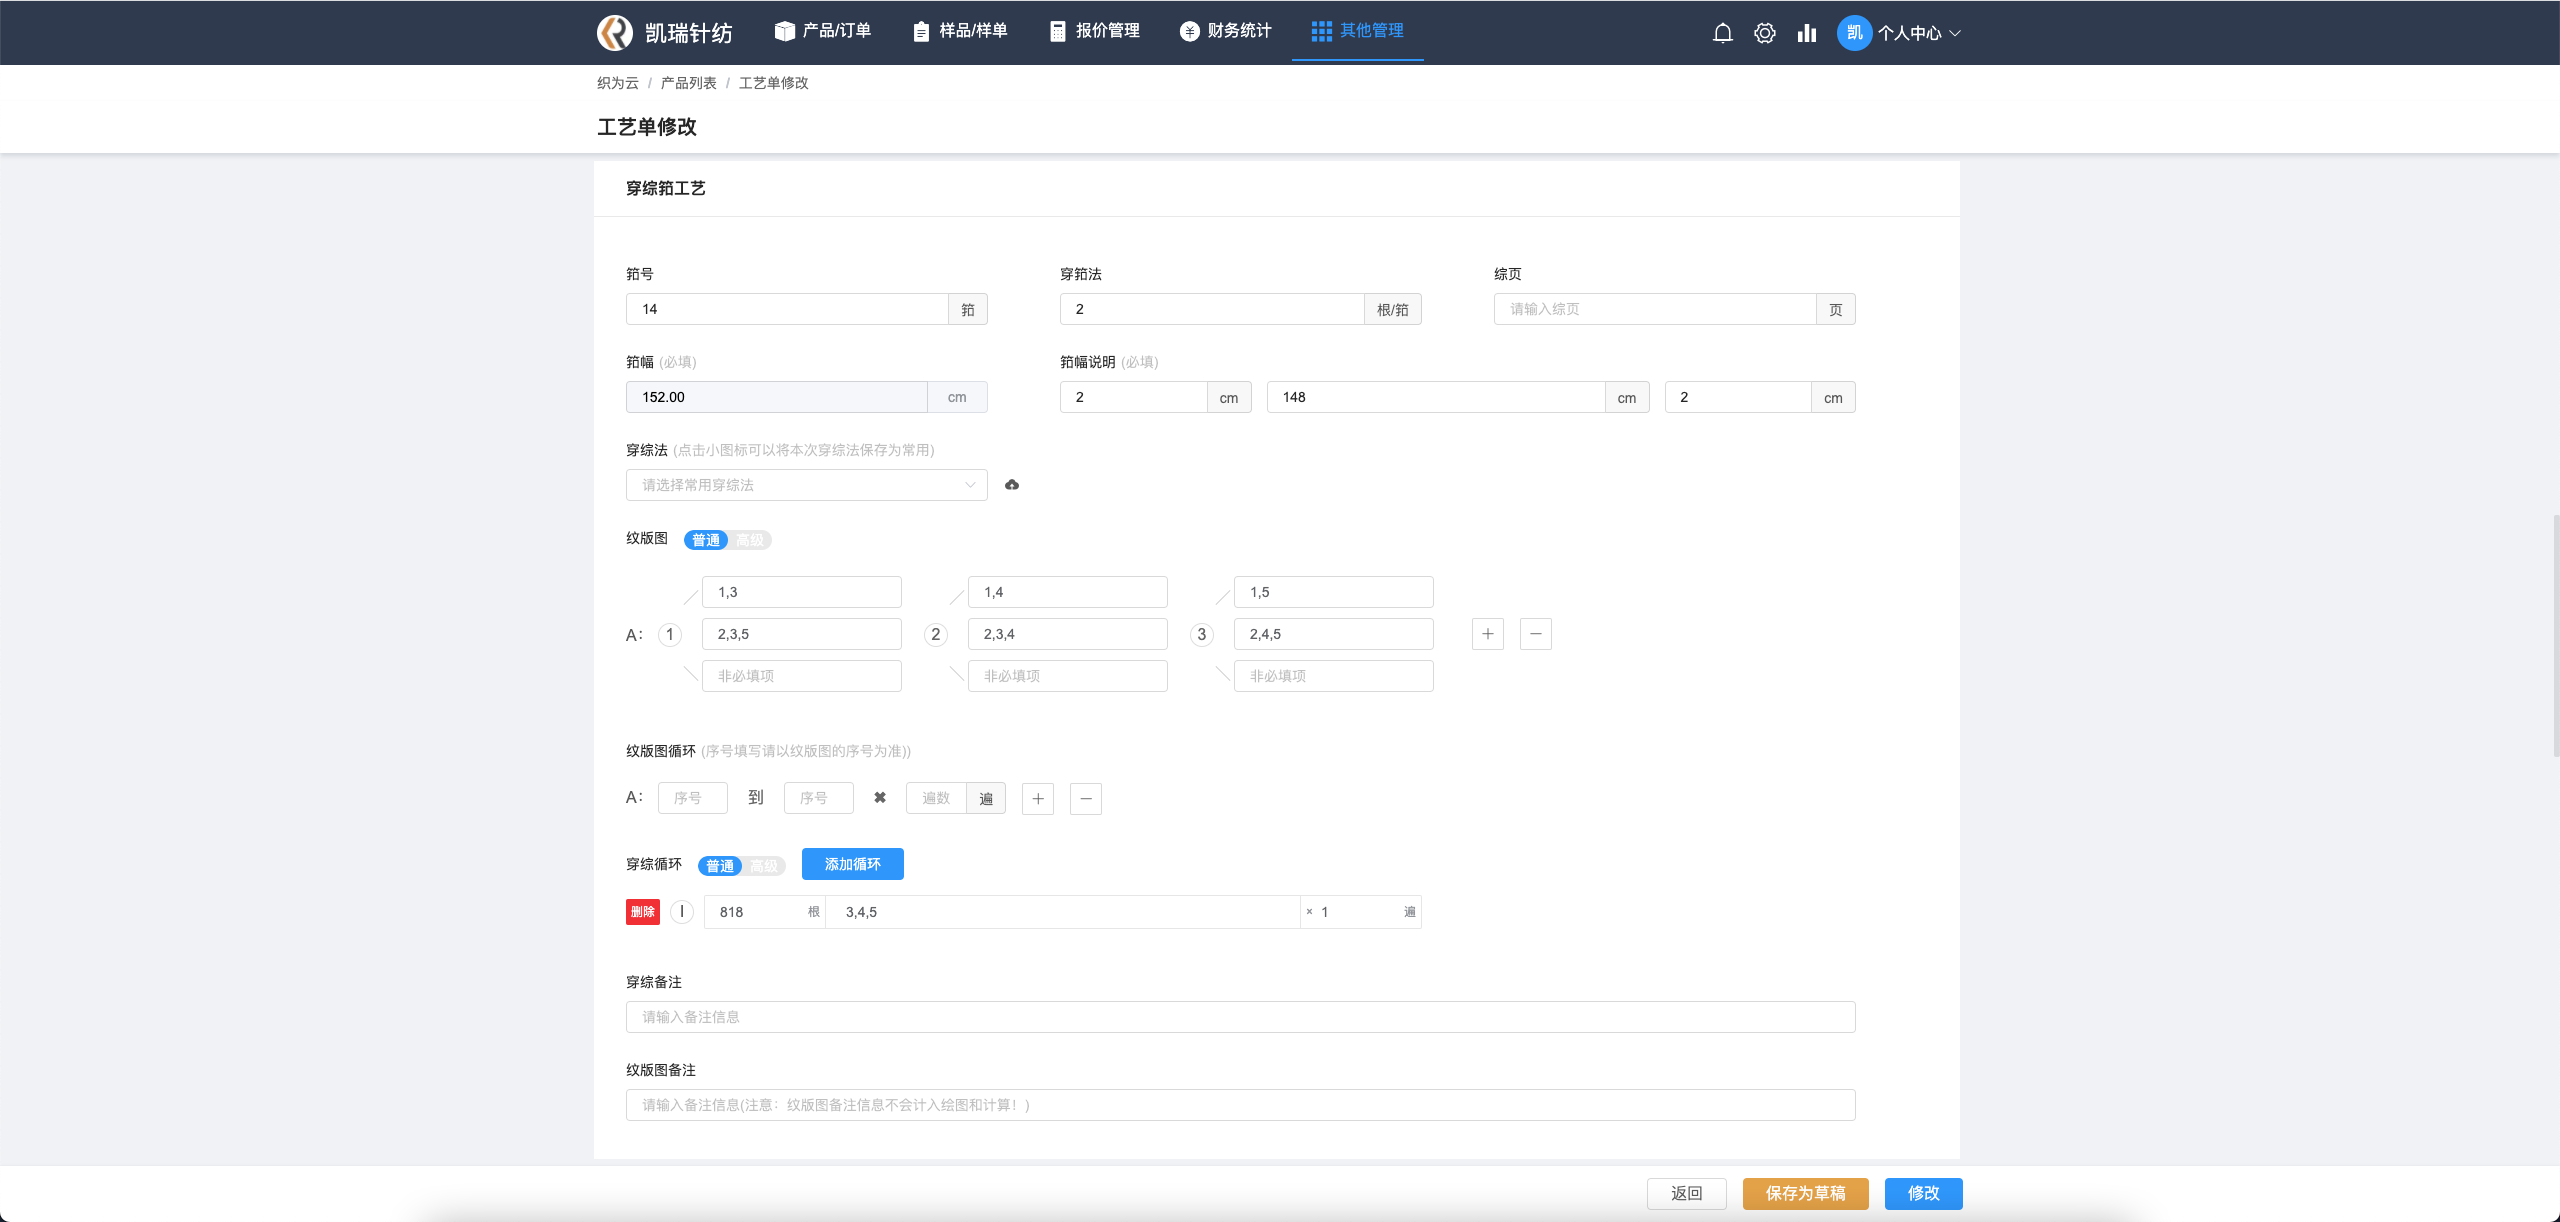 凯瑞针纺 产品/订单 样品/样单 报价管理 财务统计 其他管理 凯 个人中心
织为云 / 产品列表 / 工艺单修改
工艺单修改
穿综筘工艺
筘号 穿筘法 综页
14 筘 2 根/筘 请输入综页 页
筘幅 (必填) 筘幅说明 (必填)
152.00 cm 2 cm 148 cm 2 cm
穿综法 (点击小图标可以将本次穿综法保存为常用)
请选择常用穿综法
纹版图 普通 高级
1,3 1,4 1,5
A: 1 2,3,5 2 2,3,4 3 2,4,5 + −
非必填项 非必填项 非必填项
纹版图循环 (序号填写请以纹版图的序号为准))
A: 序号 到 序号 ✖ 遍数 遍 + −
穿综循环 普通 高级 添加循环
删除 I 818 根 3,4,5 × 1 遍
穿综备注
请输入备注信息
纹版图备注
请输入备注信息(注意：纹版图备注信息不会计入绘图和计算！)
返回 保存为草稿 修改